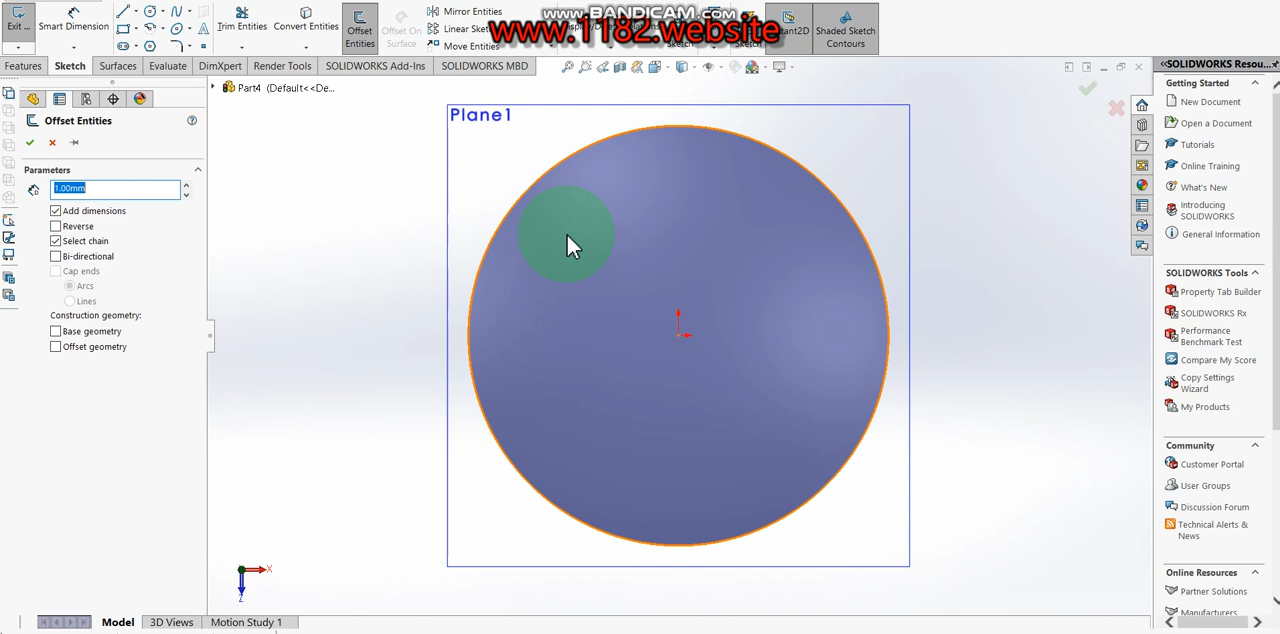 www.BANDICAM.com
www.1182.website
Exit ...
Smart Dimension
Trim Entities
Convert Entities
Offset Entities
Offset On Surface
Mirror Entities
Linear Sketch
Move Entities
Instant2D
Shaded Sketch Contours
Features
Sketch
Surfaces
Evaluate
DimXpert
Render Tools
SOLIDWORKS Add-Ins
SOLIDWORKS MBD
Part4 (Default<<De...
Offset Entities
Parameters
1.00mm
Add dimensions
Reverse
Select chain
Bi-directional
Cap ends
Arcs
Lines
Construction geometry:
Base geometry
Offset geometry
Plane1
X
Z
SOLIDWORKS Resou...
Getting Started
New Document
Open a Document
Tutorials
Online Training
What's New
Introducing
SOLIDWORKS
General Information
SOLIDWORKS Tools
Property Tab Builder
SOLIDWORKS Rx
Performance
Benchmark Test
Compare My Score
Copy Settings
Wizard
My Products
Community
Customer Portal
User Groups
Discussion Forum
Technical Alerts &
News
Online Resources
Partner Solutions
Manufacturers
Model
3D Views
Motion Study 1